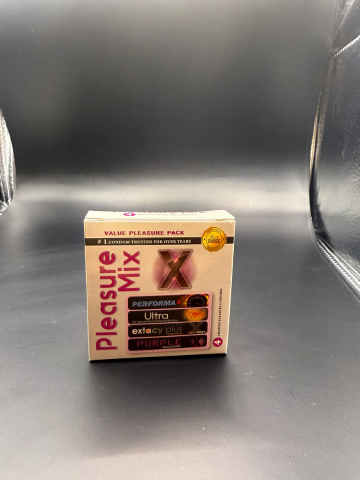 VALUE PLEASURE PACK
# 1 CONDOM TRUSTED FOR OVER YEARS
Pleasure
Mix
X
PERFORMA
Ultra
extacy plus
PURPLE
4